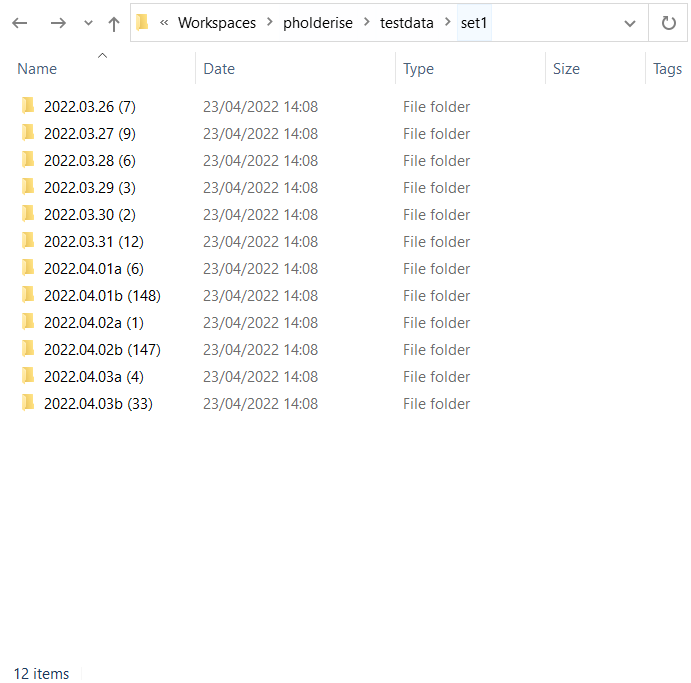 « Workspaces > pholderise > testdata > set1
Name Date Type Size Tags
2022.03.26 (7) 23/04/2022 14:08 File folder
2022.03.27 (9) 23/04/2022 14:08 File folder
2022.03.28 (6) 23/04/2022 14:08 File folder
2022.03.29 (3) 23/04/2022 14:08 File folder
2022.03.30 (2) 23/04/2022 14:08 File folder
2022.03.31 (12) 23/04/2022 14:08 File folder
2022.04.01a (6) 23/04/2022 14:08 File folder
2022.04.01b (148) 23/04/2022 14:08 File folder
2022.04.02a (1) 23/04/2022 14:08 File folder
2022.04.02b (147) 23/04/2022 14:08 File folder
2022.04.03a (4) 23/04/2022 14:08 File folder
2022.04.03b (33) 23/04/2022 14:08 File folder
12 items